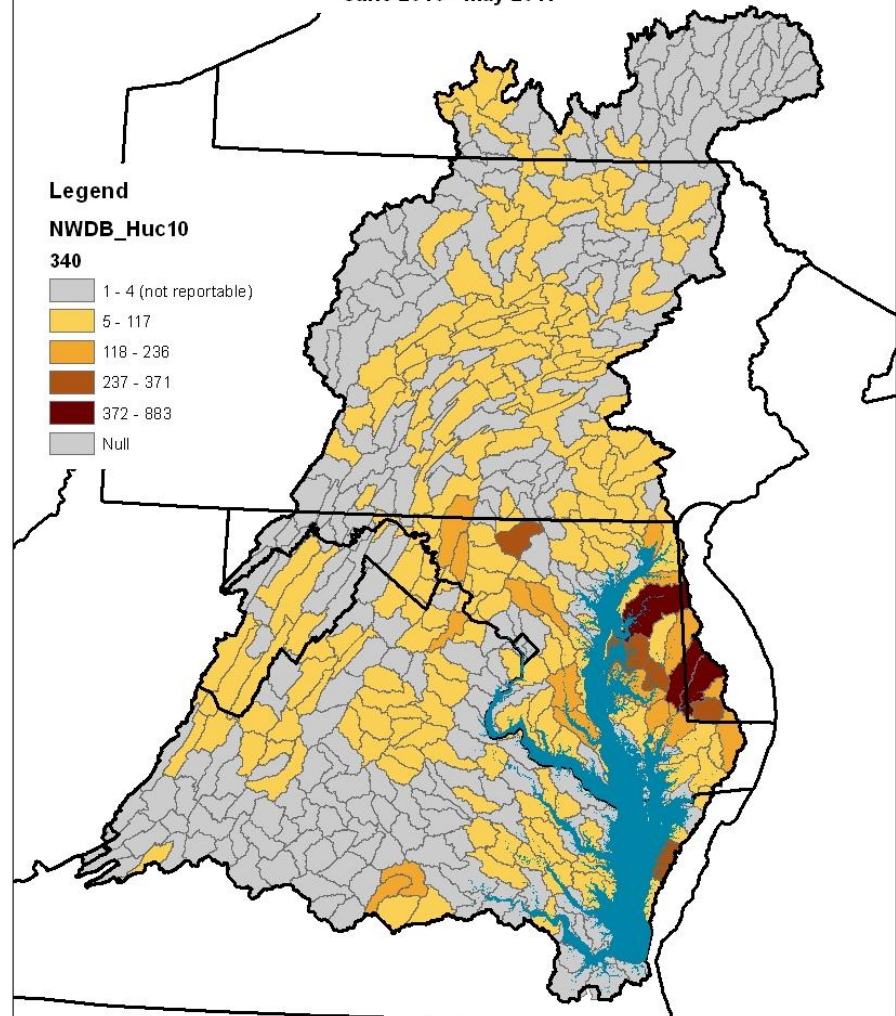 Legend
NWDB_Huc10
340
1 - 4 (not reportable)
5 - 117
118 - 236
237 - 371
372 - 883
Null